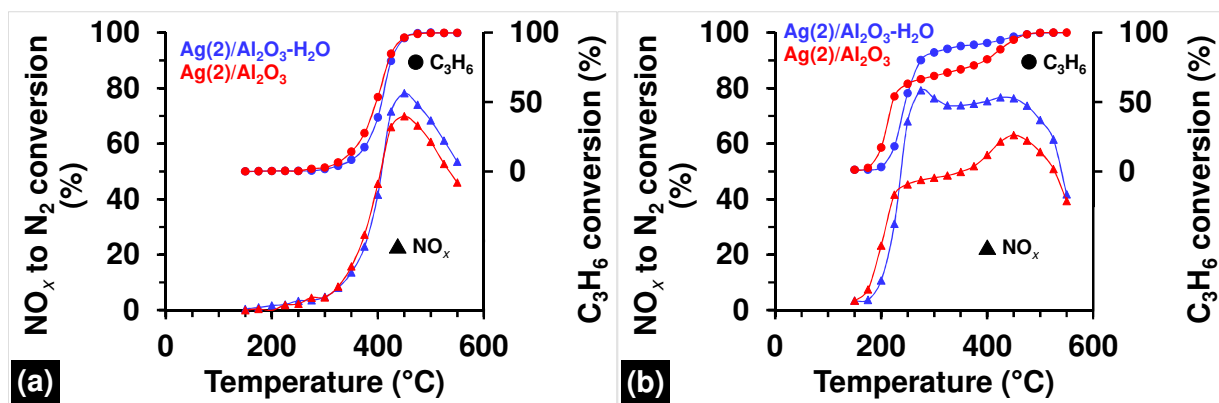 NOₓ to N₂ conversion
(%)
100
80
60
40
20
0
Ag(2)/Al₂O₃-H₂O
Ag(2)/Al₂O₃
C₃H₆
NOₓ
100
50
0
C₃H₆ conversion (%)
0
200
400
600
Temperature (°C)
(a)
NOₓ to N₂ conversion
(%)
100
80
60
40
20
0
Ag(2)/Al₂O₃-H₂O
Ag(2)/Al₂O₃
C₃H₆
NOₓ
100
50
0
C₃H₆ conversion (%)
0
200
400
600
Temperature (°C)
(b)